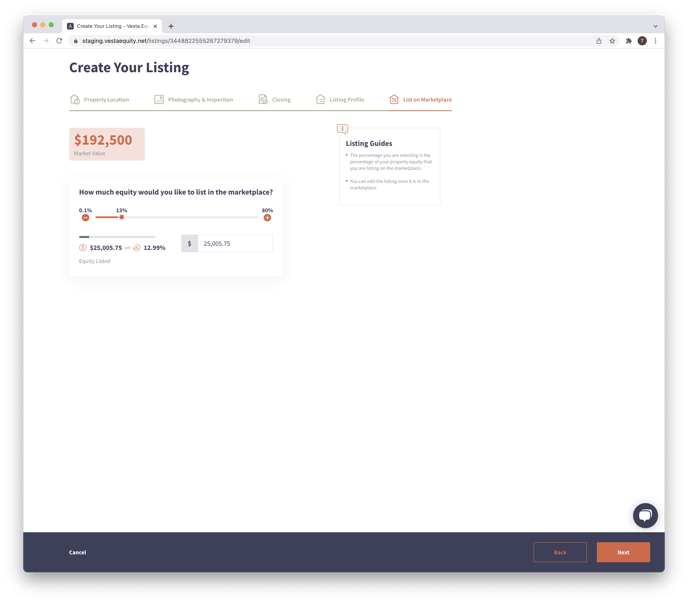 Create Your Listing - Vesta Eq
staging.vestaequity.net/listings/3448822555267279379/edit
T
Create Your Listing
Property Location
Photography & Inspection
Closing
Listing Profile
List on Marketplace
$192,500
Market Value
Listing Guides
The percentage you are selecting is the
percentage of your property equity that
you are listing on the marketplace.
You can edit the listing once it is in the
marketplace.
How much equity would you like to list in the marketplace?
0.1%
13%
80%
$25,005.75
12.99%
$
25,005.75
Equity Listed
Cancel
Back
Next